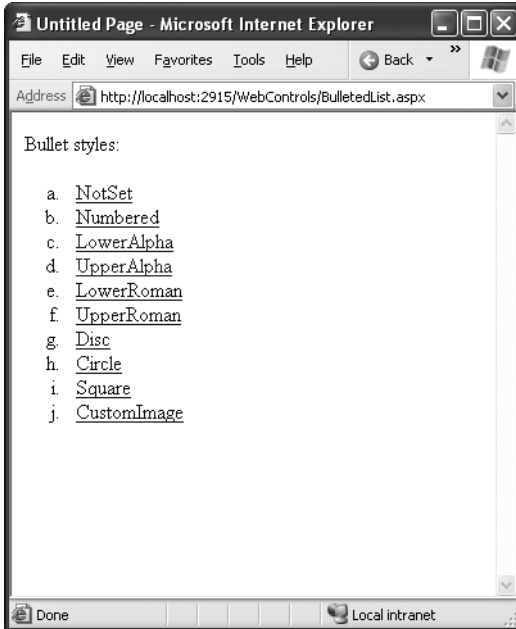 Untitled Page - Microsoft Internet Explorer
File Edit View Favorites Tools Help Back »
Address http://localhost:2915/WebControls/BulletedList.aspx
Bullet styles:
a. NotSet
b. Numbered
c. LowerAlpha
d. UpperAlpha
e. LowerRoman
f. UpperRoman
g. Disc
h. Circle
i. Square
j. CustomImage
Done Local intranet